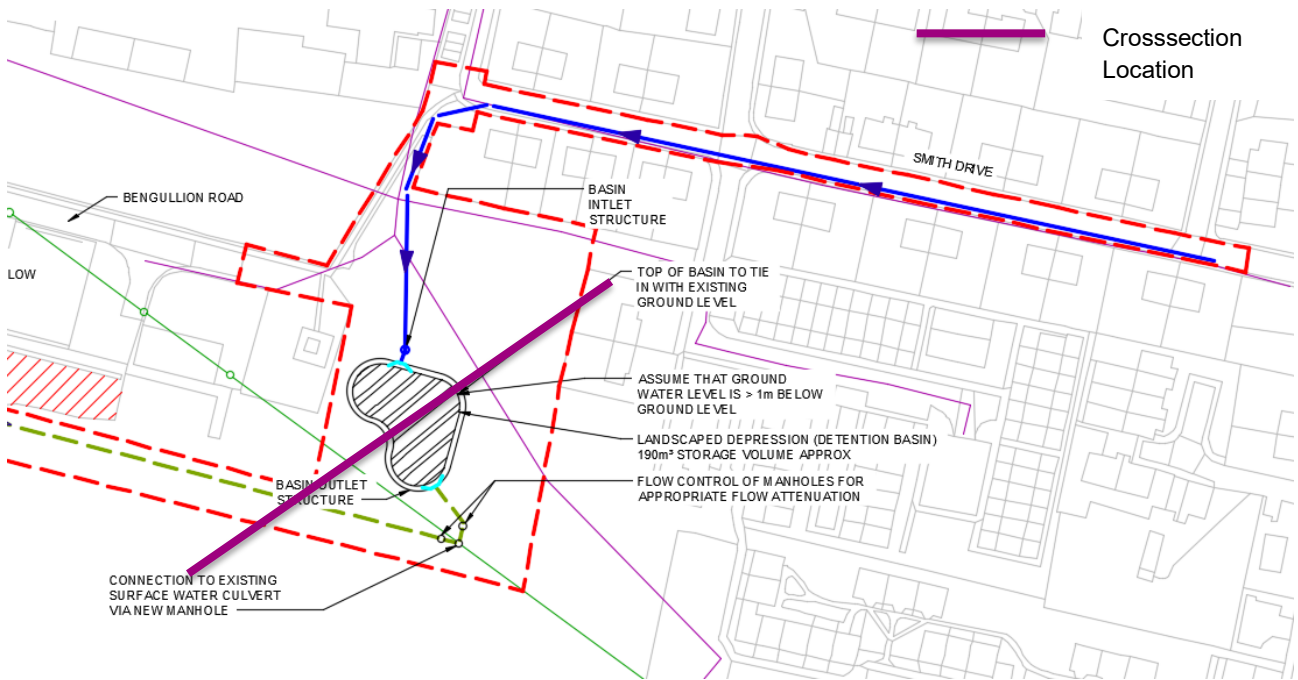 Crosssection
Location
SMITH DRIVE
BENGULLION ROAD
BASIN
INTLET
STRUCTURE
LOW
TOP OF BASIN TO TIE
IN WITH EXISTING
GROUND LEVEL
ASSUME THAT GROUND
WATER LEVEL IS > 1m BELOW
GROUND LEVEL
LANDSCAPED DEPRESSION (DETENTION BASIN)
190m³ STORAGE VOLUME APPROX
FLOW CONTROL OF MANHOLES FOR
APPROPRIATE FLOW ATTENUATION
BASIN OUTLET
STRUCTURE
CONNECTION TO EXISTING
SURFACE WATER CULVERT
VIA NEW MANHOLE